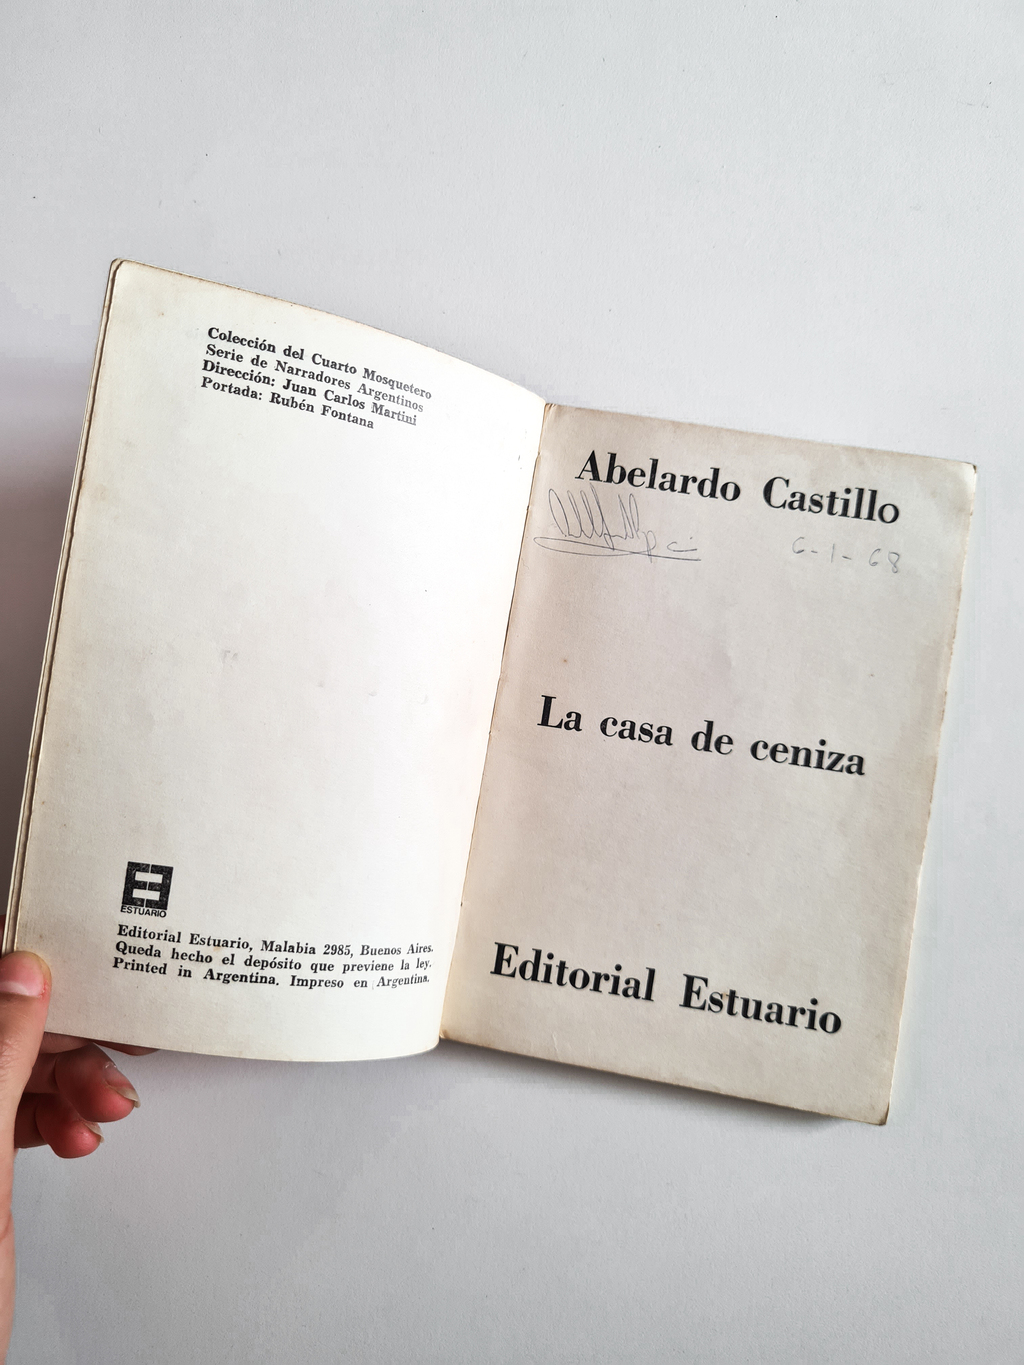 Colección del Cuarto Mosquetero
Serie de Narradores Argentinos
Dirección: Juan Carlos Martini
Portada: Rubén Fontana
ESTUARIO
Editorial Estuario, Malabia 2985, Buenos Aires.
Queda hecho el depósito que previene la ley.
Printed in Argentina. Impreso en Argentina.
Abelardo Castillo
6-1-68
La casa de ceniza
Editorial Estuario